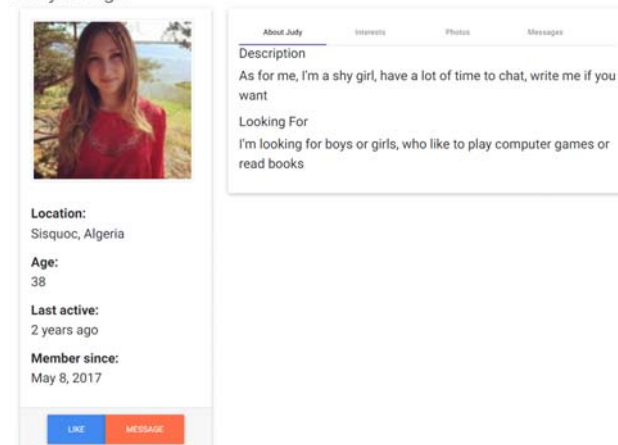 About Judy
Interests
Photos
Messages
Description
As for me, I'm a shy girl, have a lot of time to chat, write me if you
want
Looking For
I'm looking for boys or girls, who like to play computer games or
read books
Location:
Sisquoc, Algeria
Age:
38
Last active:
2 years ago
Member since:
May 8, 2017
LIKE
MESSAGE